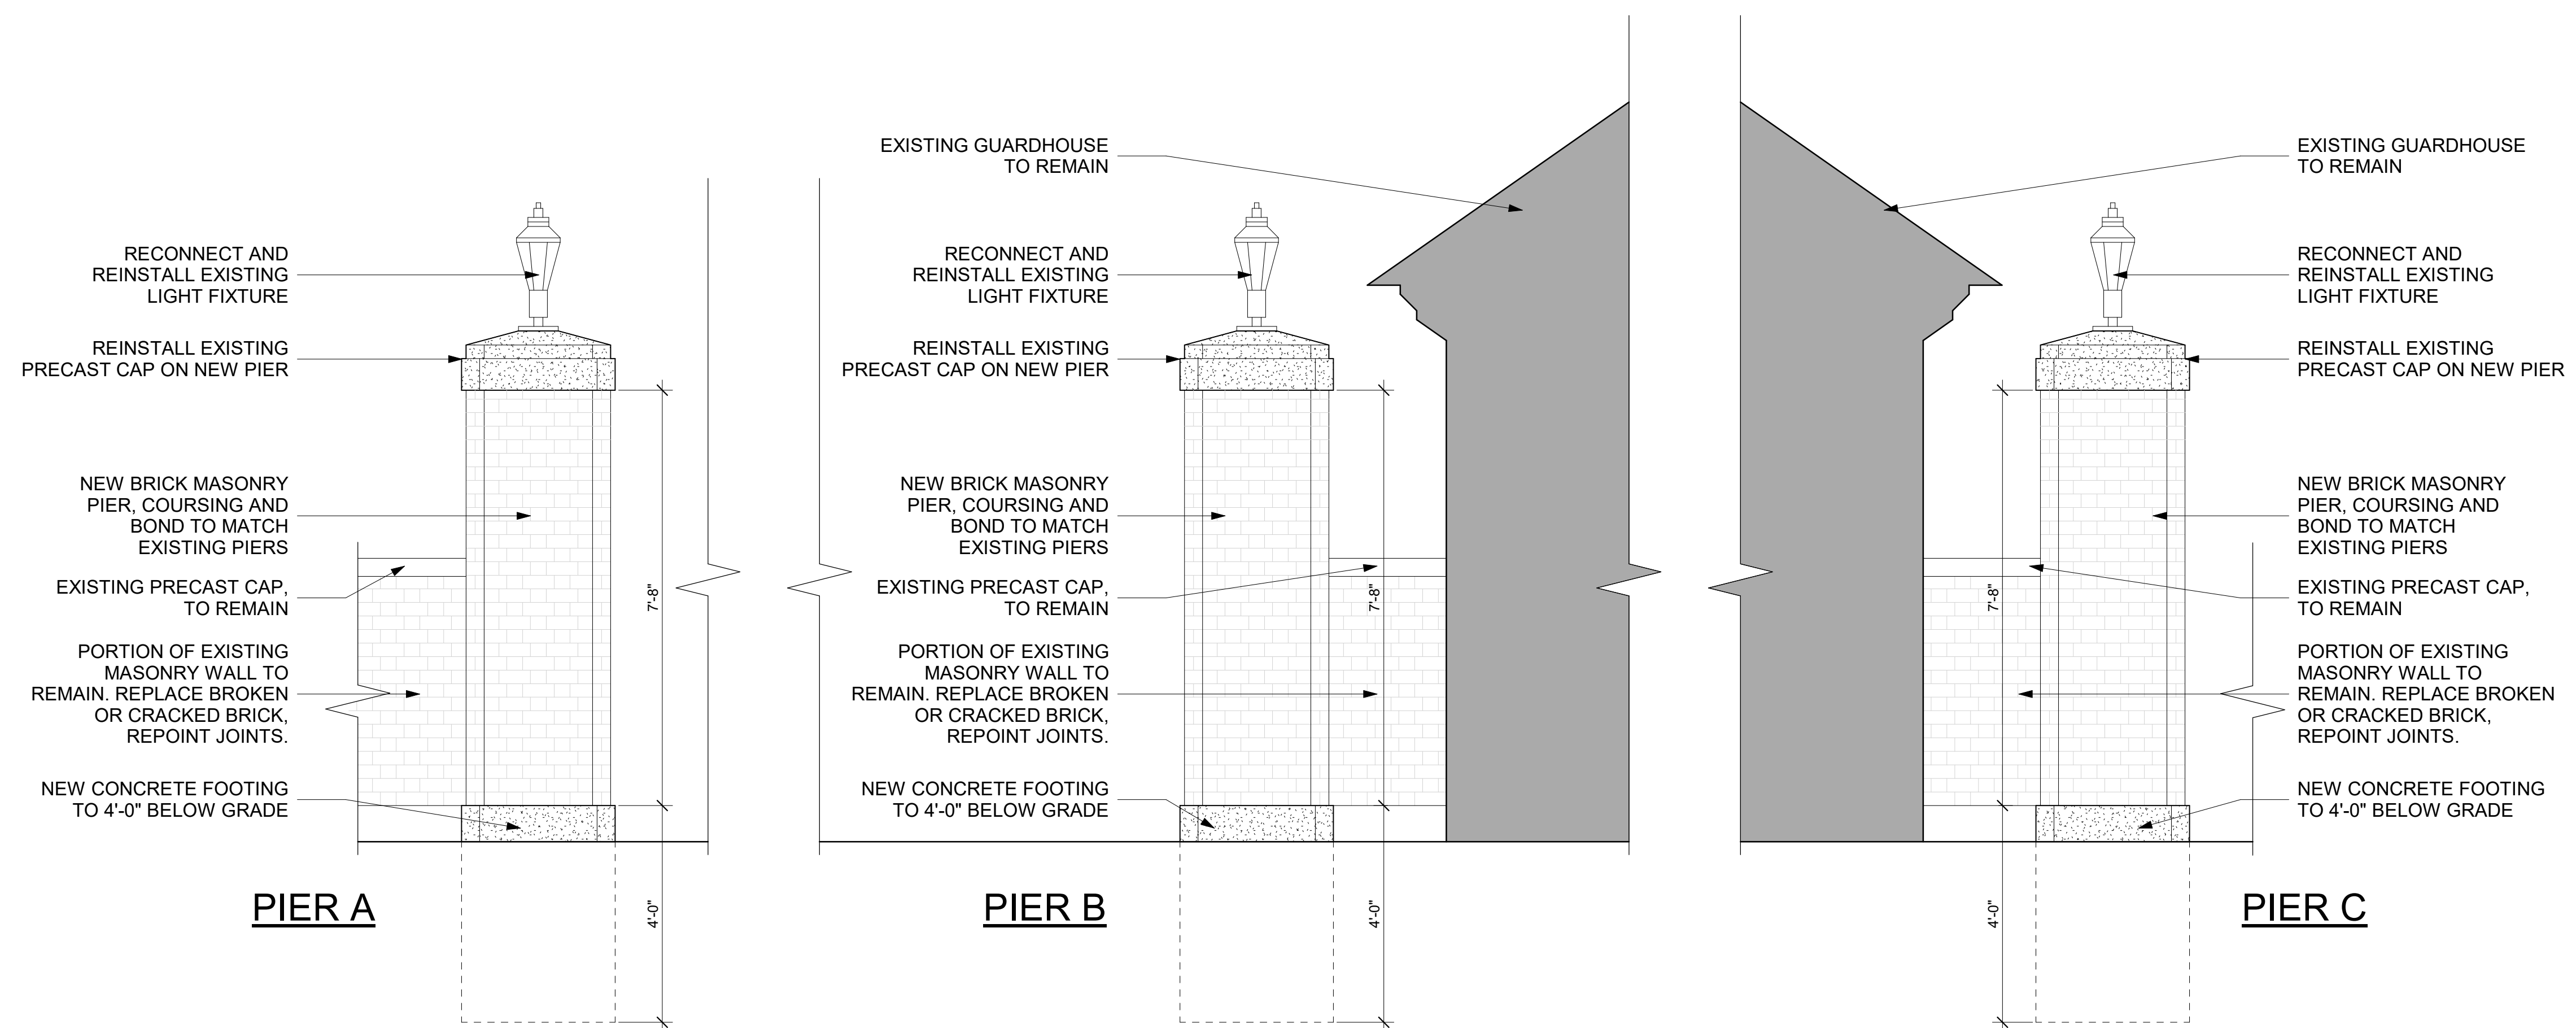 RECONNECT AND
REINSTALL EXISTING
LIGHT FIXTURE
REINSTALL EXISTING
PRECAST CAP ON NEW PIER
NEW BRICK MASONRY
PIER, COURSING AND
BOND TO MATCH
EXISTING PIERS
EXISTING PRECAST CAP,
TO REMAIN
PORTION OF EXISTING
MASONRY WALL TO
REMAIN. REPLACE BROKEN
OR CRACKED BRICK,
REPOINT JOINTS.
NEW CONCRETE FOOTING
TO 4'-0" BELOW GRADE
7'-8"
4'-0"
PIER A
EXISTING GUARDHOUSE
TO REMAIN
RECONNECT AND
REINSTALL EXISTING
LIGHT FIXTURE
REINSTALL EXISTING
PRECAST CAP ON NEW PIER
NEW BRICK MASONRY
PIER, COURSING AND
BOND TO MATCH
EXISTING PIERS
EXISTING PRECAST CAP,
TO REMAIN
PORTION OF EXISTING
MASONRY WALL TO
REMAIN. REPLACE BROKEN
OR CRACKED BRICK,
REPOINT JOINTS.
NEW CONCRETE FOOTING
TO 4'-0" BELOW GRADE
7'-8"
4'-0"
PIER B
EXISTING GUARDHOUSE
TO REMAIN
RECONNECT AND
REINSTALL EXISTING
LIGHT FIXTURE
REINSTALL EXISTING
PRECAST CAP ON NEW PIER
NEW BRICK MASONRY
PIER, COURSING AND
BOND TO MATCH
EXISTING PIERS
EXISTING PRECAST CAP,
TO REMAIN
PORTION OF EXISTING
MASONRY WALL TO
REMAIN. REPLACE BROKEN
OR CRACKED BRICK,
REPOINT JOINTS.
NEW CONCRETE FOOTING
TO 4'-0" BELOW GRADE
7'-8"
4'-0"
PIER C